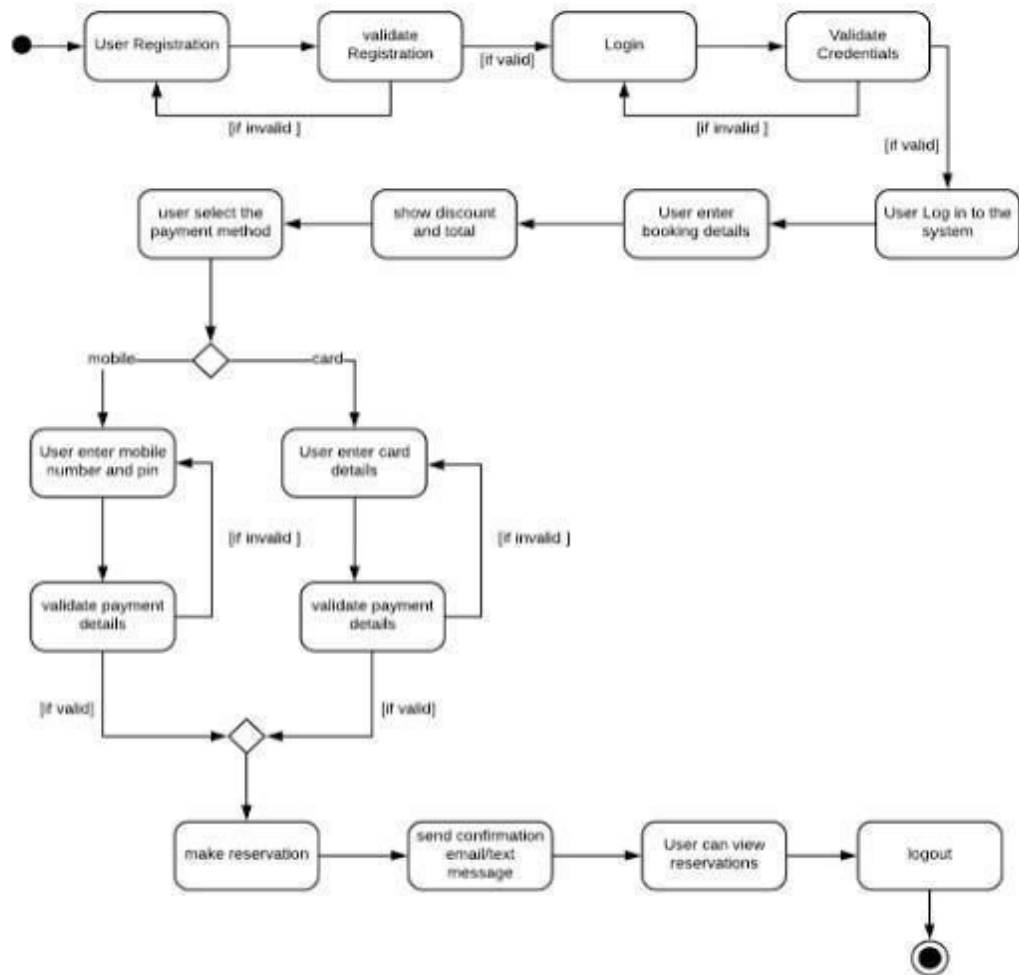 User Registration
validate
Registration
[if valid]
Login
Validate
Credentials
[if invalid ]
[if invalid ]
[if valid]
user select the
payment method
show discount
and total
User enter
booking details
User Log in to the
system
mobile
card
User enter mobile
number and pin
User enter card
details
[if invalid ]
[if invalid ]
validate payment
details
validate payment
details
[if valid]
[if valid]
make reservation
send confirmation
email/text
message
User can view
reservations
logout